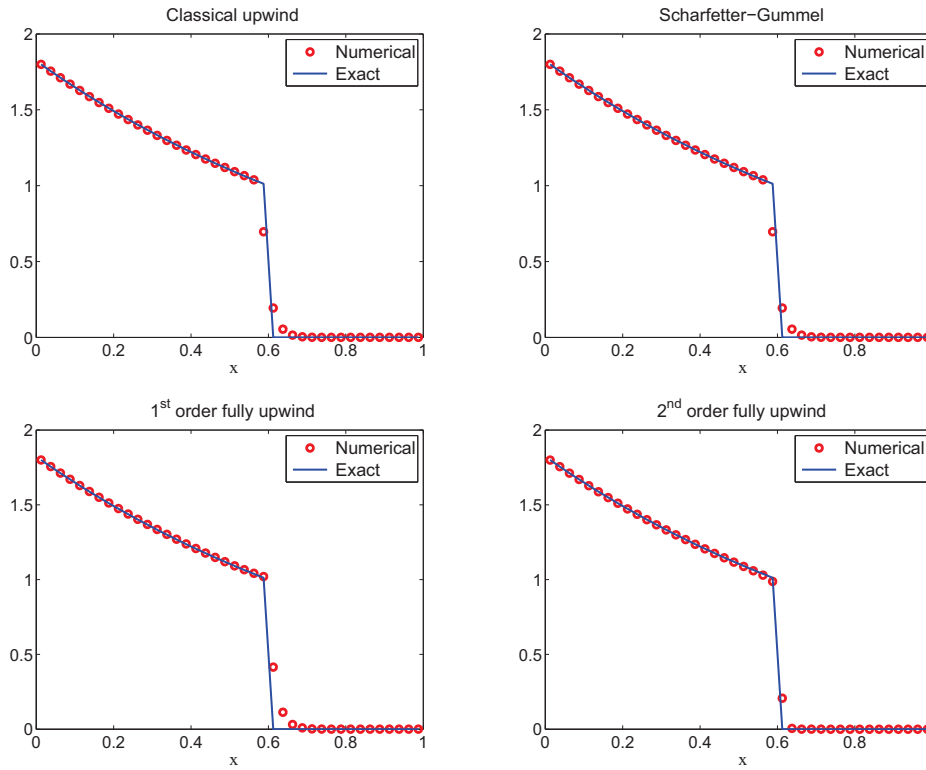 Classical upwind
2
1.5
1
0.5
0
0 0.2 0.4 0.6 0.8 1
x
Numerical
Exact
Scharfetter−Gummel
2
1.5
1
0.5
0
0 0.2 0.4 0.6 0.8
x
Numerical
Exact
1st order fully upwind
2
1.5
1
0.5
0
0 0.2 0.4 0.6 0.8 1
x
Numerical
Exact
2nd order fully upwind
2
1.5
1
0.5
0
0 0.2 0.4 0.6 0.8
x
Numerical
Exact